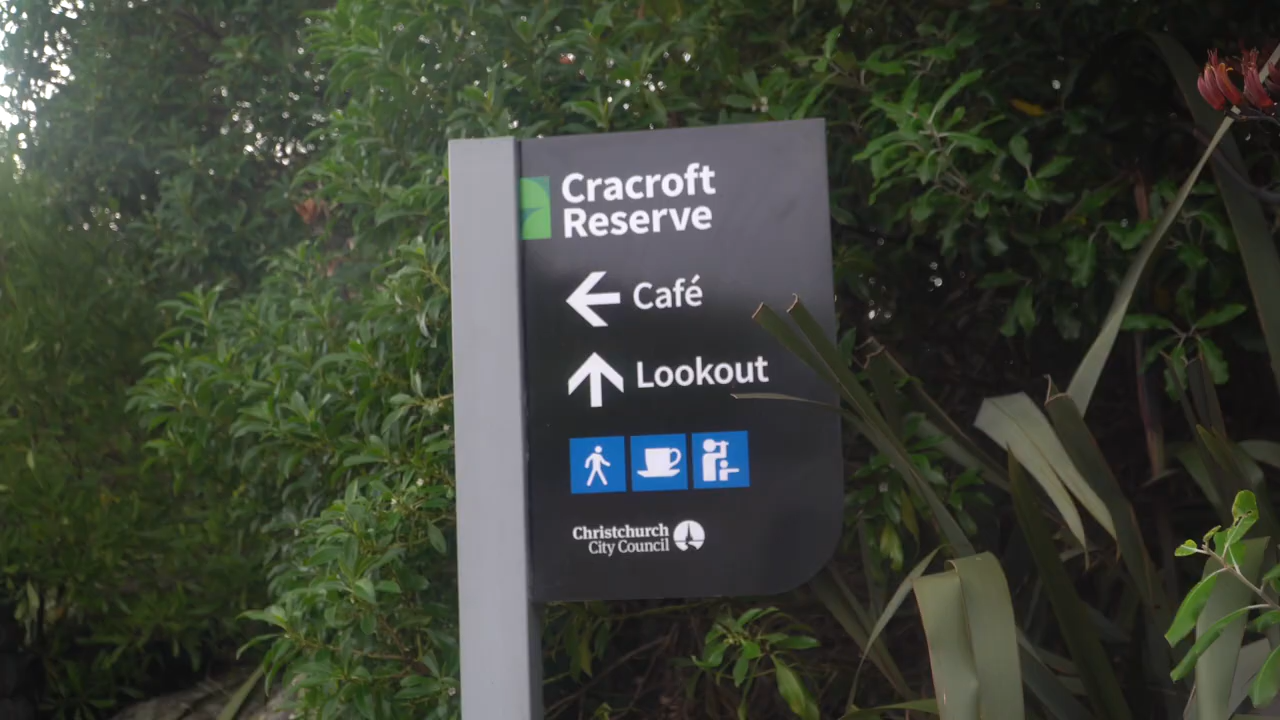 Cracroft
Reserve
Café
Lookout
Christchurch
City Council